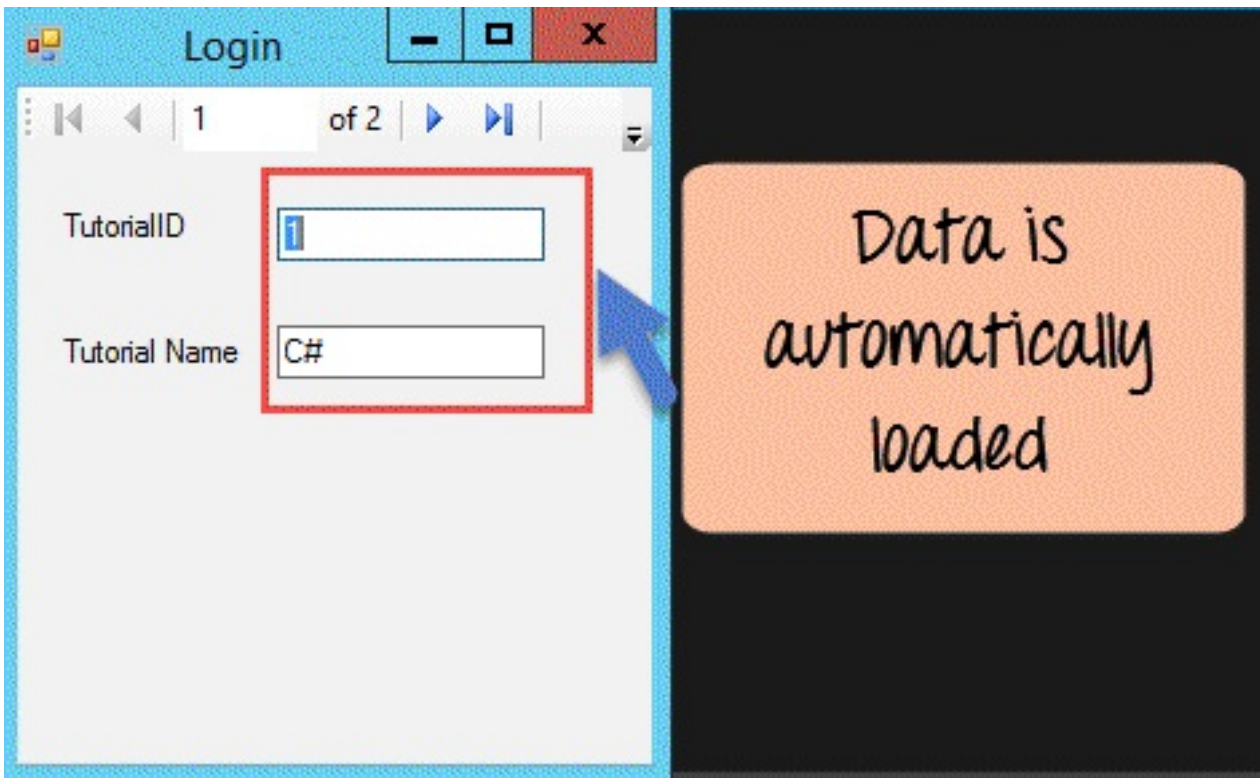 Login
1 of 2
TutorialID
1
Tutorial Name
C#
Data is
automatically
loaded